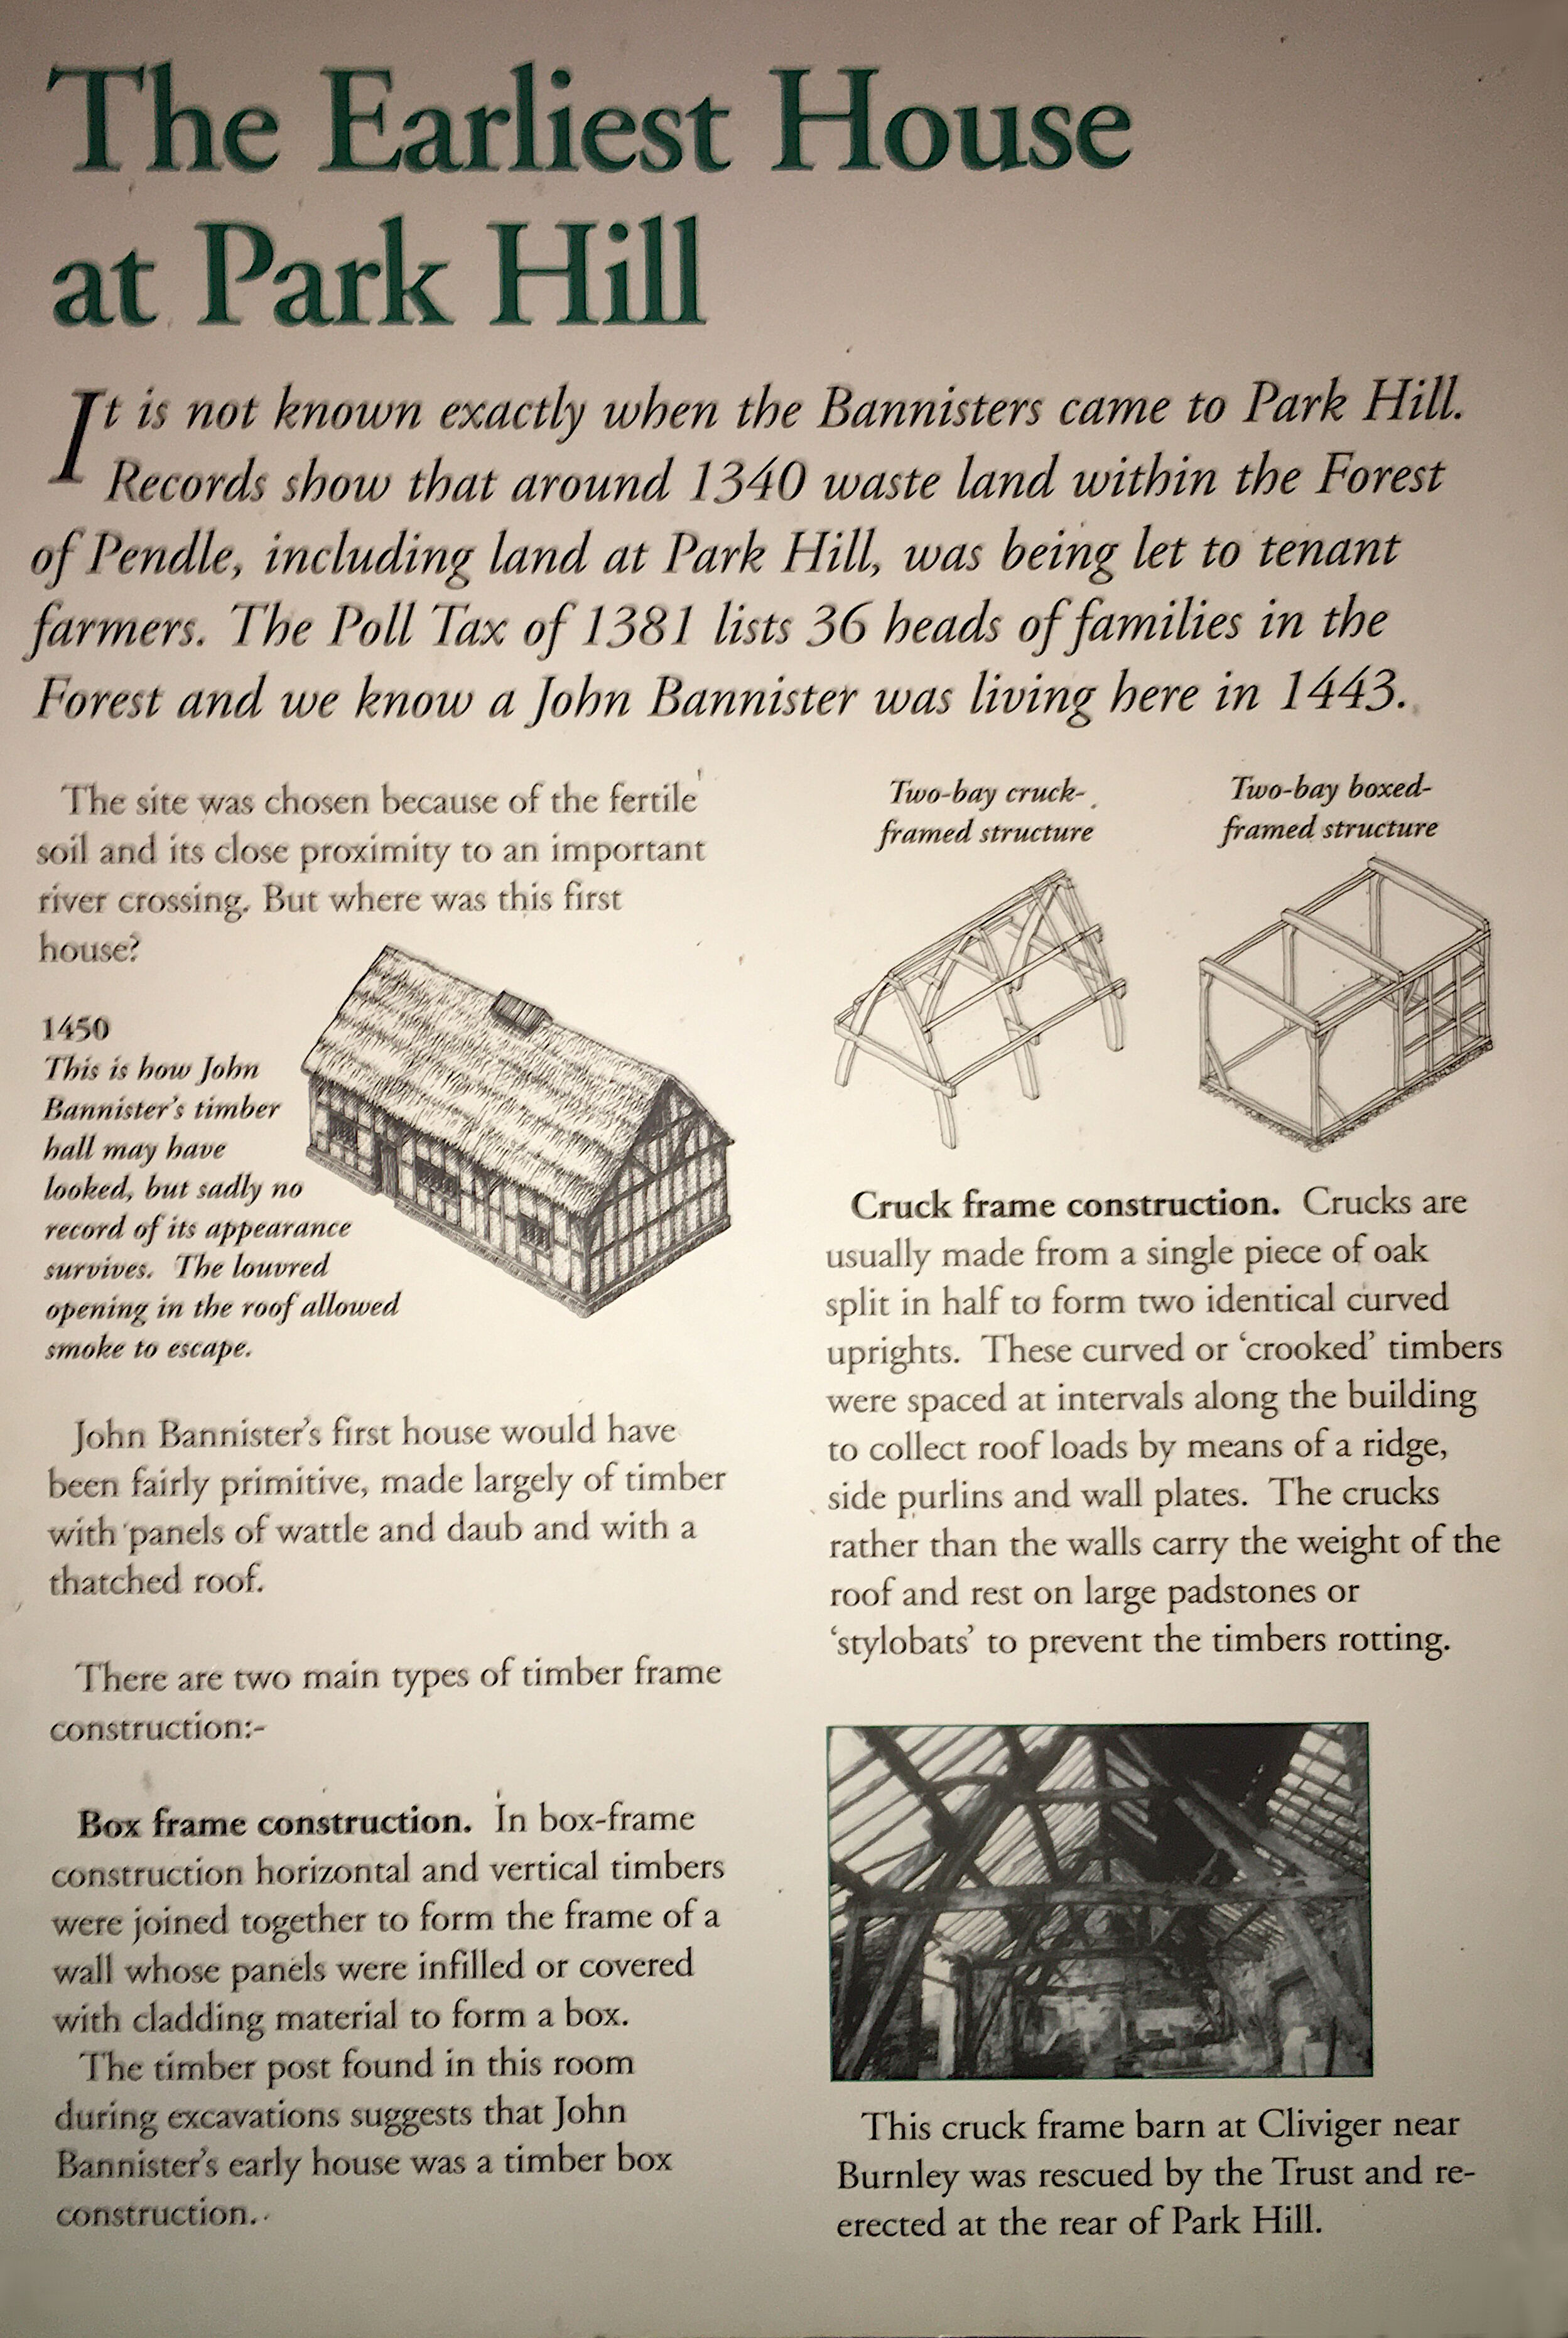 The Earliest House
at Park Hill
It is not known exactly when the Bannisters came to Park Hill.
Records show that around 1340 waste land within the Forest
of Pendle, including land at Park Hill, was being let to tenant
farmers. The Poll Tax of 1381 lists 36 heads of families in the
Forest and we know a John Bannister was living here in 1443.
The site was chosen because of the fertile
soil and its close proximity to an important
river crossing. But where was this first
house?
1450
This is how John
Bannister's timber
hall may have
looked, but sadly no
record of its appearance
survives. The louvred
opening in the roof allowed
smoke to escape.
John Bannister's first house would have
been fairly primitive, made largely of timber
with panels of wattle and daub and with a
thatched roof.
There are two main types of timber frame
construction:-
Box frame construction. In box-frame
construction horizontal and vertical timbers
were joined together to form the frame of a
wall whose panels were infilled or covered
with cladding material to form a box.
The timber post found in this room
during excavations suggests that John
Bannister's early house was a timber box
construction.
Two-bay cruck-
framed structure
Two-bay boxed-
framed structure
Cruck frame construction. Crucks are
usually made from a single piece of oak
split in half to form two identical curved
uprights. These curved or 'crooked' timbers
were spaced at intervals along the building
to collect roof loads by means of a ridge,
side purlins and wall plates. The crucks
rather than the walls carry the weight of the
roof and rest on large padstones or
'stylobats' to prevent the timbers rotting.
This cruck frame barn at Cliviger near
Burnley was rescued by the Trust and re-
erected at the rear of Park Hill.